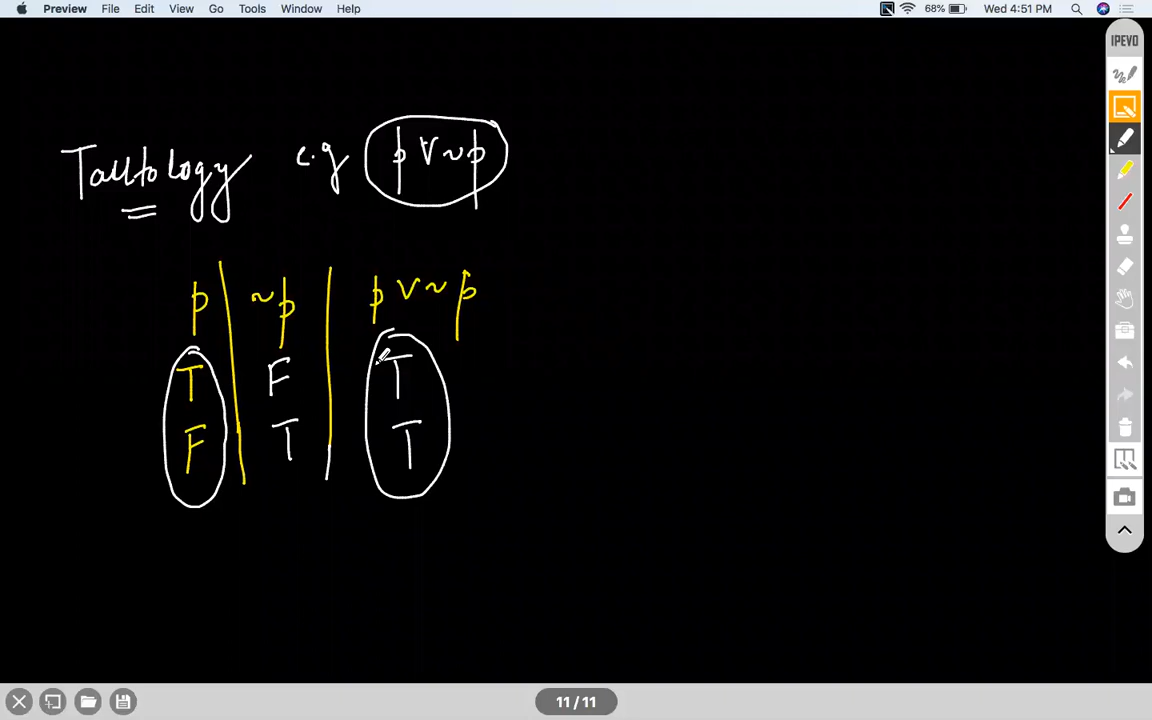 Preview File Edit View Go Tools Window Help 68% Wed 4:51 PM
IPEVO
Tautology e.g p ∨ ~p
p ~p p ∨ ~p
T F T
F T T
11 / 11